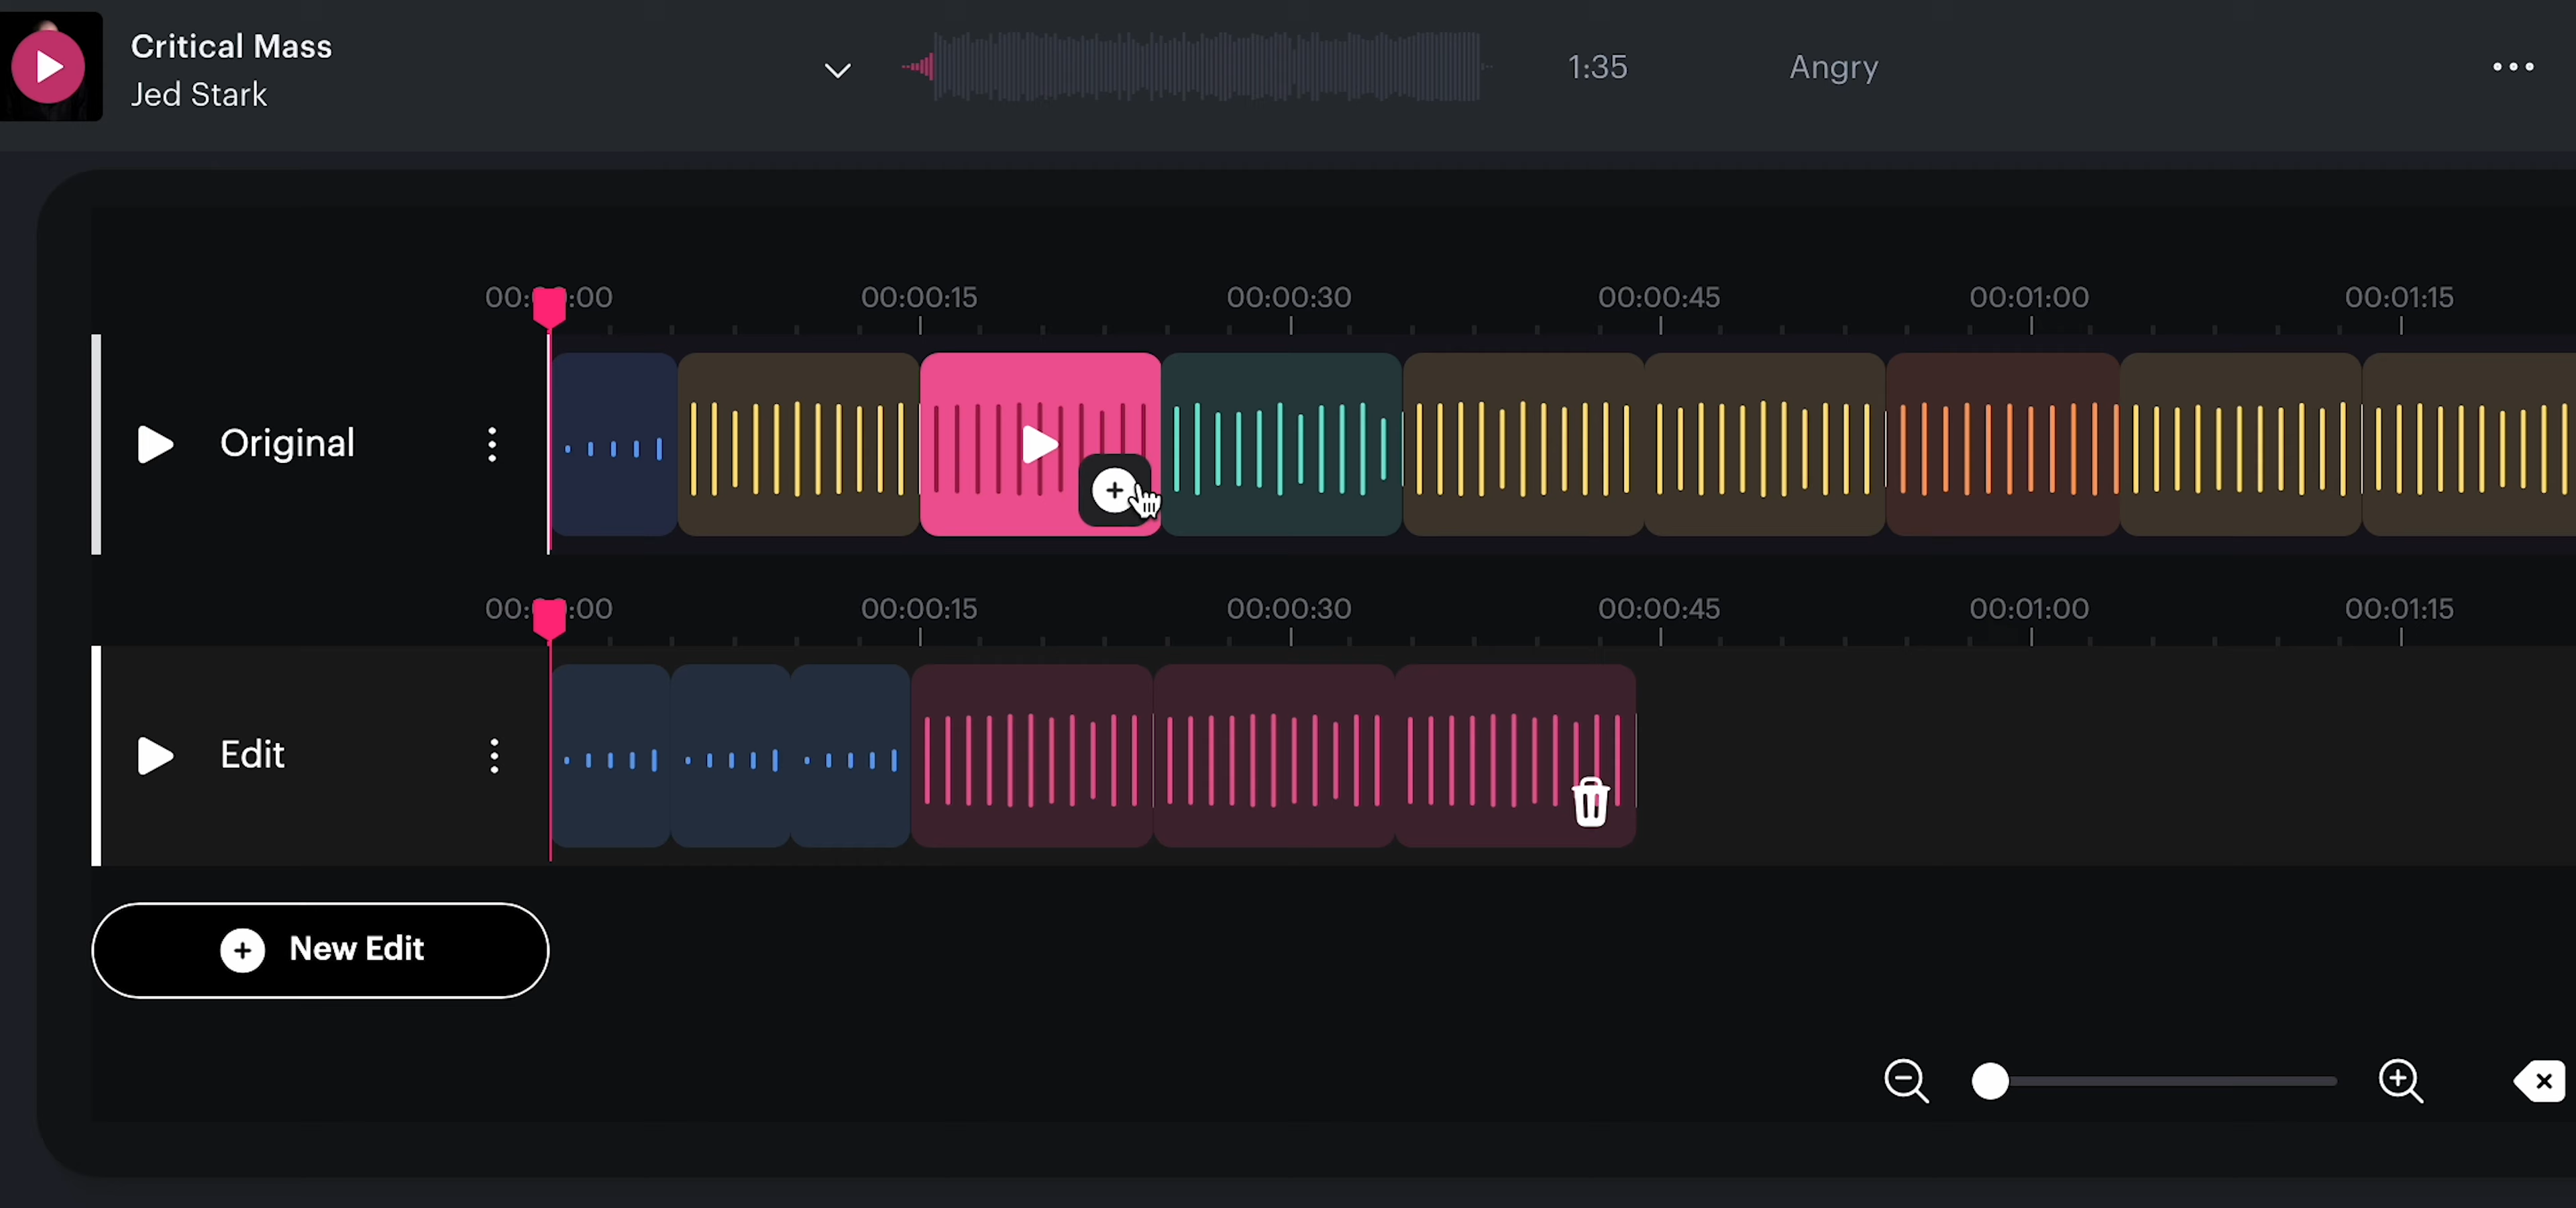 Critical Mass
Jed Stark
1:35
Angry
00:00:15
00:00:30
00:00:45
00:01:00
00:01:15
Original
00:00:15
00:00:30
00:00:45
00:01:00
00:01:15
Edit
New Edit